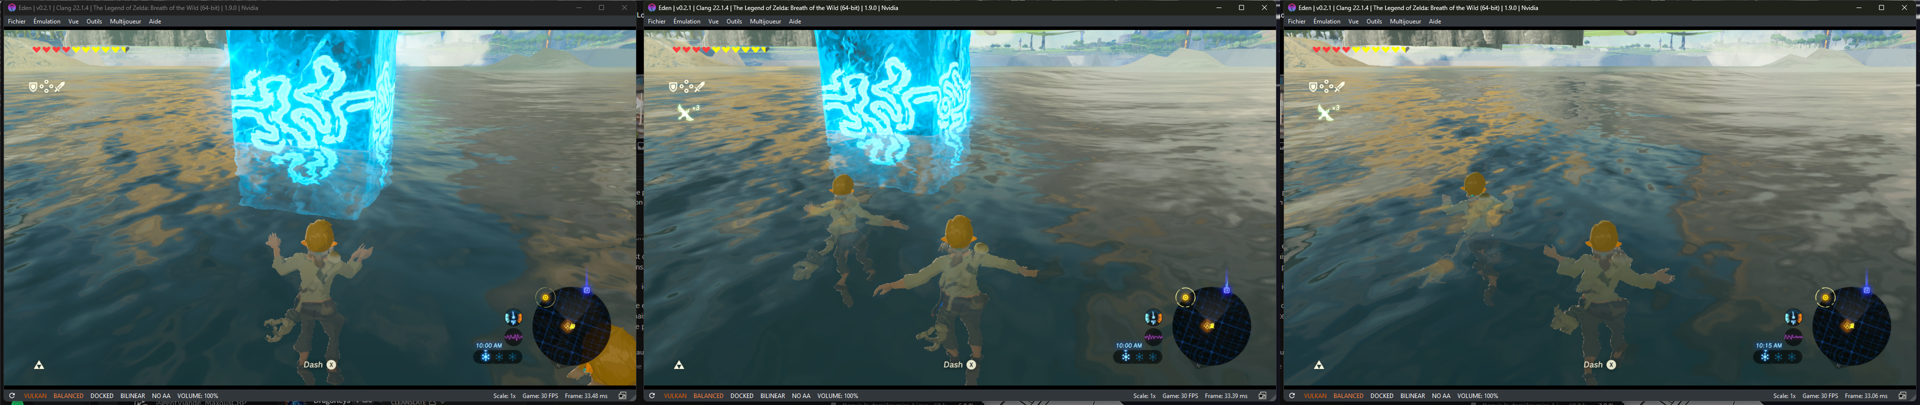 Eden | v0.2.1 | Clang 22.1.4 | The Legend of Zelda: Breath of the Wild (64-bit) | 1.9.0 | Nvidia
Fichier Émulation Vue Outils Multijoueur Aide
10:00 AM
Dash X
VULKAN BALANCED DOCKED BILINEAR NO AA VOLUME: 100% Scale: 1x Game: 30 FPS Frame: 33.48 ms
Eden | v0.2.1 | Clang 22.1.4 | The Legend of Zelda: Breath of the Wild (64-bit) | 1.9.0 | Nvidia
Fichier Émulation Vue Outils Multijoueur Aide
×3
10:00 AM
Dash X
VULKAN BALANCED DOCKED BILINEAR NO AA VOLUME: 100% Scale: 1x Game: 30 FPS Frame: 33.39 ms
Eden | v0.2.1 | Clang 22.1.4 | The Legend of Zelda: Breath of the Wild (64-bit) | 1.9.0 | Nvidia
Fichier Émulation Vue Outils Multijoueur Aide
×3
10:15 AM
Dash X
VULKAN BALANCED DOCKED BILINEAR NO AA VOLUME: 100% Scale: 1x Game: 30 FPS Frame: 33.06 ms